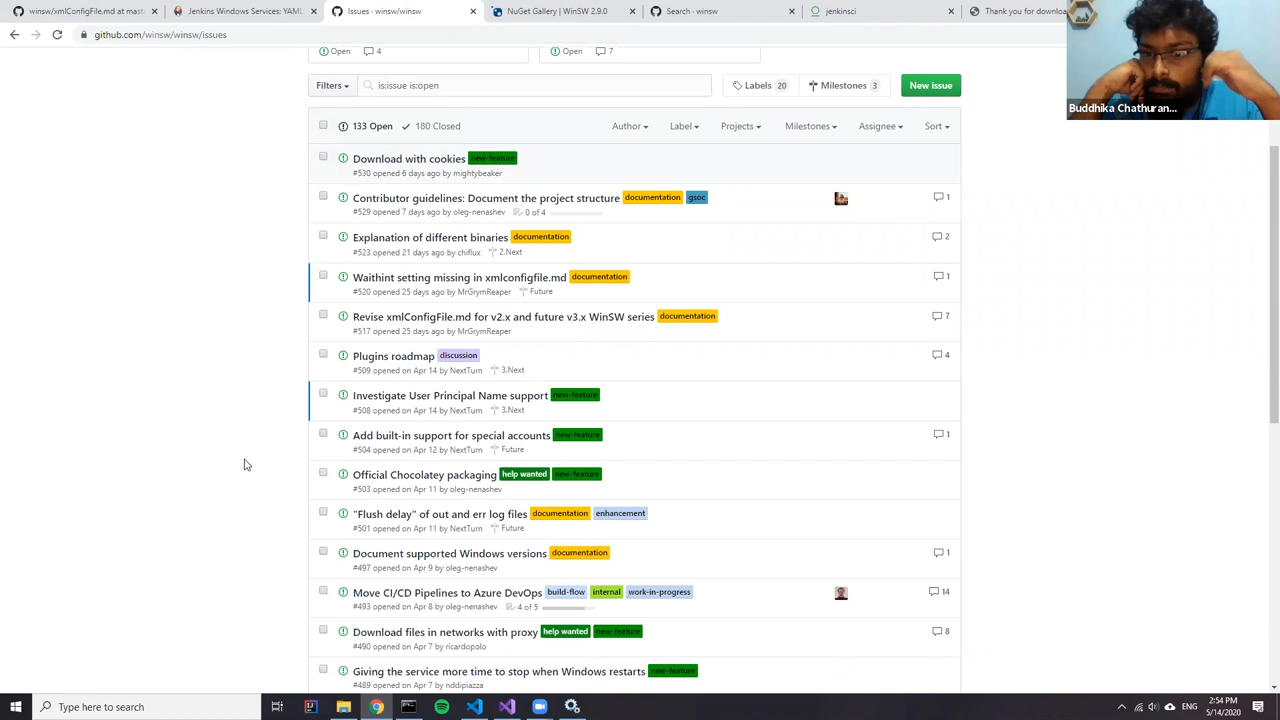 winsw/xmlConfigFile.md at mast
Jenkins Windows Services: YAML
Issues · winsw/winsw
NuGet Gallery | WinSW 2.9.0
Search · winsw
jenkinsci
Thank you for downlo
github.com/winsw/winsw/issues
Buddhika Chathuran...
Open 4
Open 7
Filters
is:issue is:open
Labels 20
Milestones 3
New issue
133 Open
180 Closed
Author
Label
Projects
Milestones
Assignee
Sort
Download with cookies new-feature
#530 opened 6 days ago by mightybeaker
Contributor guidelines: Document the project structure documentation gsoc 1
#529 opened 7 days ago by oleg-nenashev 0 of 4
Explanation of different binaries documentation 2
#523 opened 21 days ago by chiflux 2.Next
Waithint setting missing in xmlconfigfile.md documentation 1
#520 opened 25 days ago by MrGrymReaper Future
Revise xmlConfigFile.md for v2.x and future v3.x WinSW series documentation 7
#517 opened 25 days ago by MrGrymReaper
Plugins roadmap discussion 4
#509 opened on Apr 14 by NextTurn 3.Next
Investigate User Principal Name support new-feature
#508 opened on Apr 14 by NextTurn 3.Next
Add built-in support for special accounts new-feature 1
#504 opened on Apr 12 by NextTurn Future
Official Chocolatey packaging help wanted new-feature
#503 opened on Apr 11 by oleg-nenashev
"Flush delay" of out and err log files documentation enhancement
#501 opened on Apr 11 by NextTurn Future
Document supported Windows versions documentation 1
#497 opened on Apr 9 by oleg-nenashev
Move CI/CD Pipelines to Azure DevOps build-flow internal work-in-progress 14
#493 opened on Apr 8 by oleg-nenashev 4 of 5
Download files in networks with proxy help wanted new-feature 8
#490 opened on Apr 7 by ricardopolo
Giving the service more time to stop when Windows restarts new-feature
#489 opened on Apr 7 by nddipiazza
Type here to search
ENG
2:54 PM
5/14/2020